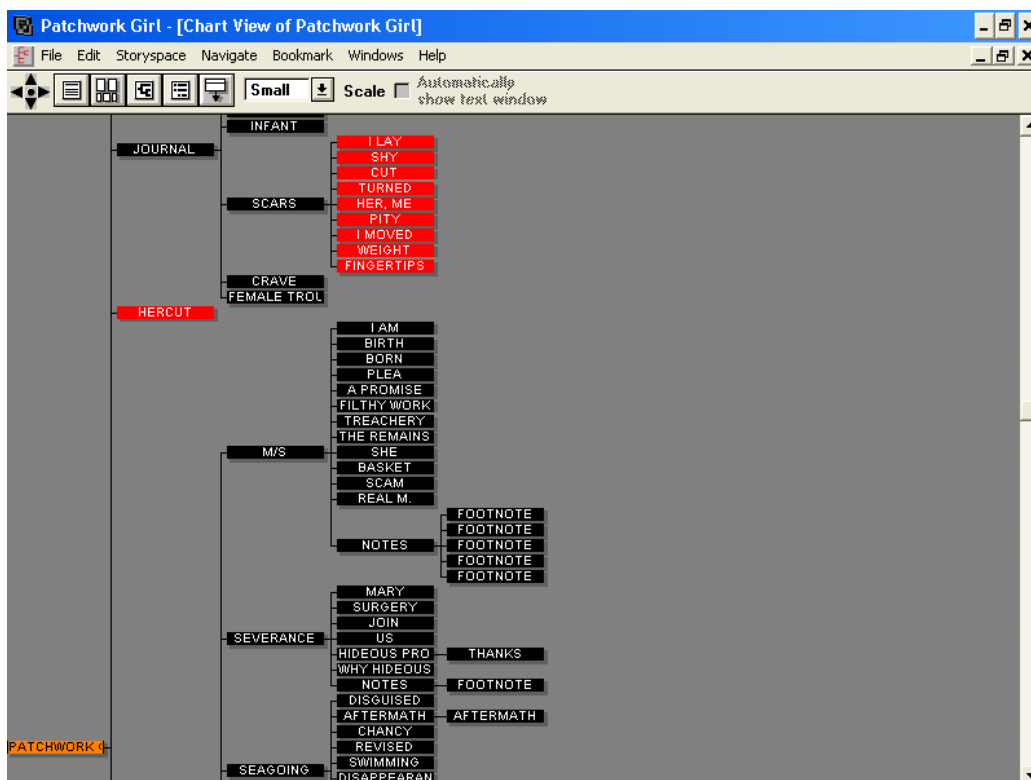 Patchwork Girl - [Chart View of Patchwork Girl]
File Edit Storyspace Navigate Bookmark Windows Help
Small Scale Automatically
show text window
INFANT
JOURNAL
I LAY
SHY
CUT
TURNED
SCARS
HER, ME
PITY
I MOVED
WEIGHT
FINGERTIPS
CRAVE
FEMALE TROU
HERCUT
I AM
BIRTH
BORN
PLEA
A PROMISE
FILTHY WORK
TREACHERY
THE REMAINS
M/S
SHE
BASKET
SCAM
REAL M.
NOTES
FOOTNOTE
FOOTNOTE
FOOTNOTE
FOOTNOTE
FOOTNOTE
MARY
SURGERY
JOIN
SEVERANCE
US
HIDEOUS PRO
THANKS
WHY HIDEOUS
NOTES
FOOTNOTE
DISGUISED
AFTERMATH
AFTERMATH
CHANCY
REVISED
PATCHWORK G
SEAGOING
SWIMMING
DISAPPEARAN